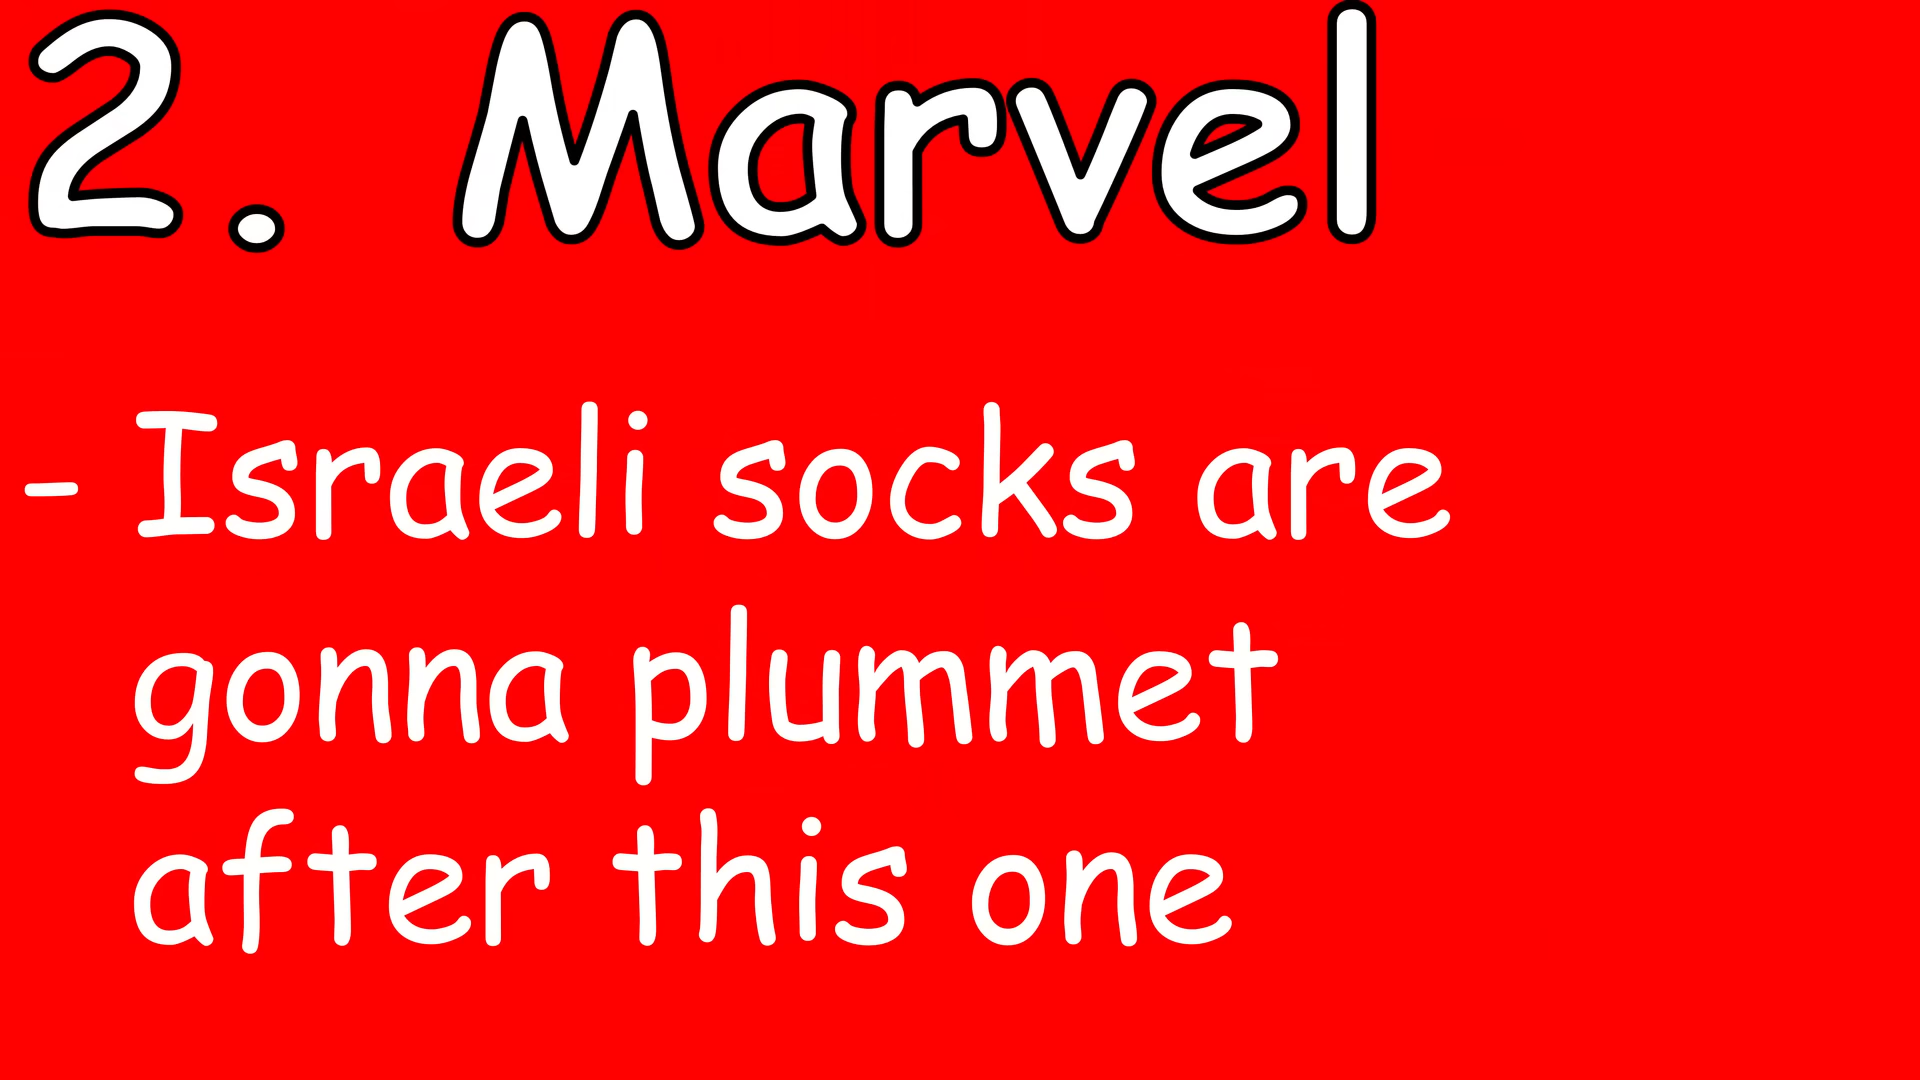 2. Marvel
- Israeli socks are
gonna plummet
after this one